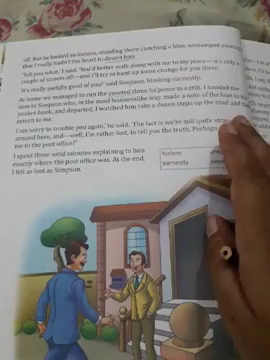 off. But he looked so forlorn, standing there clutching a blue, unstamped
that I really hadn't the heart to desert him.
'Tell you what,' I said. 'You'd better walk along with me to my place—it's only a
couple of streets off—and I'll try to hunt up some change for you there.'
'It's really awfully good of you!' said Simpson, blinking earnestly.
At home we managed to run the coveted three ha'pence to earth. I handed the
sum to Simpson who, in the most businesslike way, made a note of the loan in his
pocket-book, and departed. I watched him take a dozen steps up the road and then
return to me.
'I am sorry to trouble you again,' he said. 'The fact is we're still quite
around here, and—well, I'm rather lost, to tell you the truth. Perhaps
me to the post office?'
I spent three solid minutes explaining to him
exactly where the post office was. At the end,
I felt as lost as Simpson
forlorn
earnestly